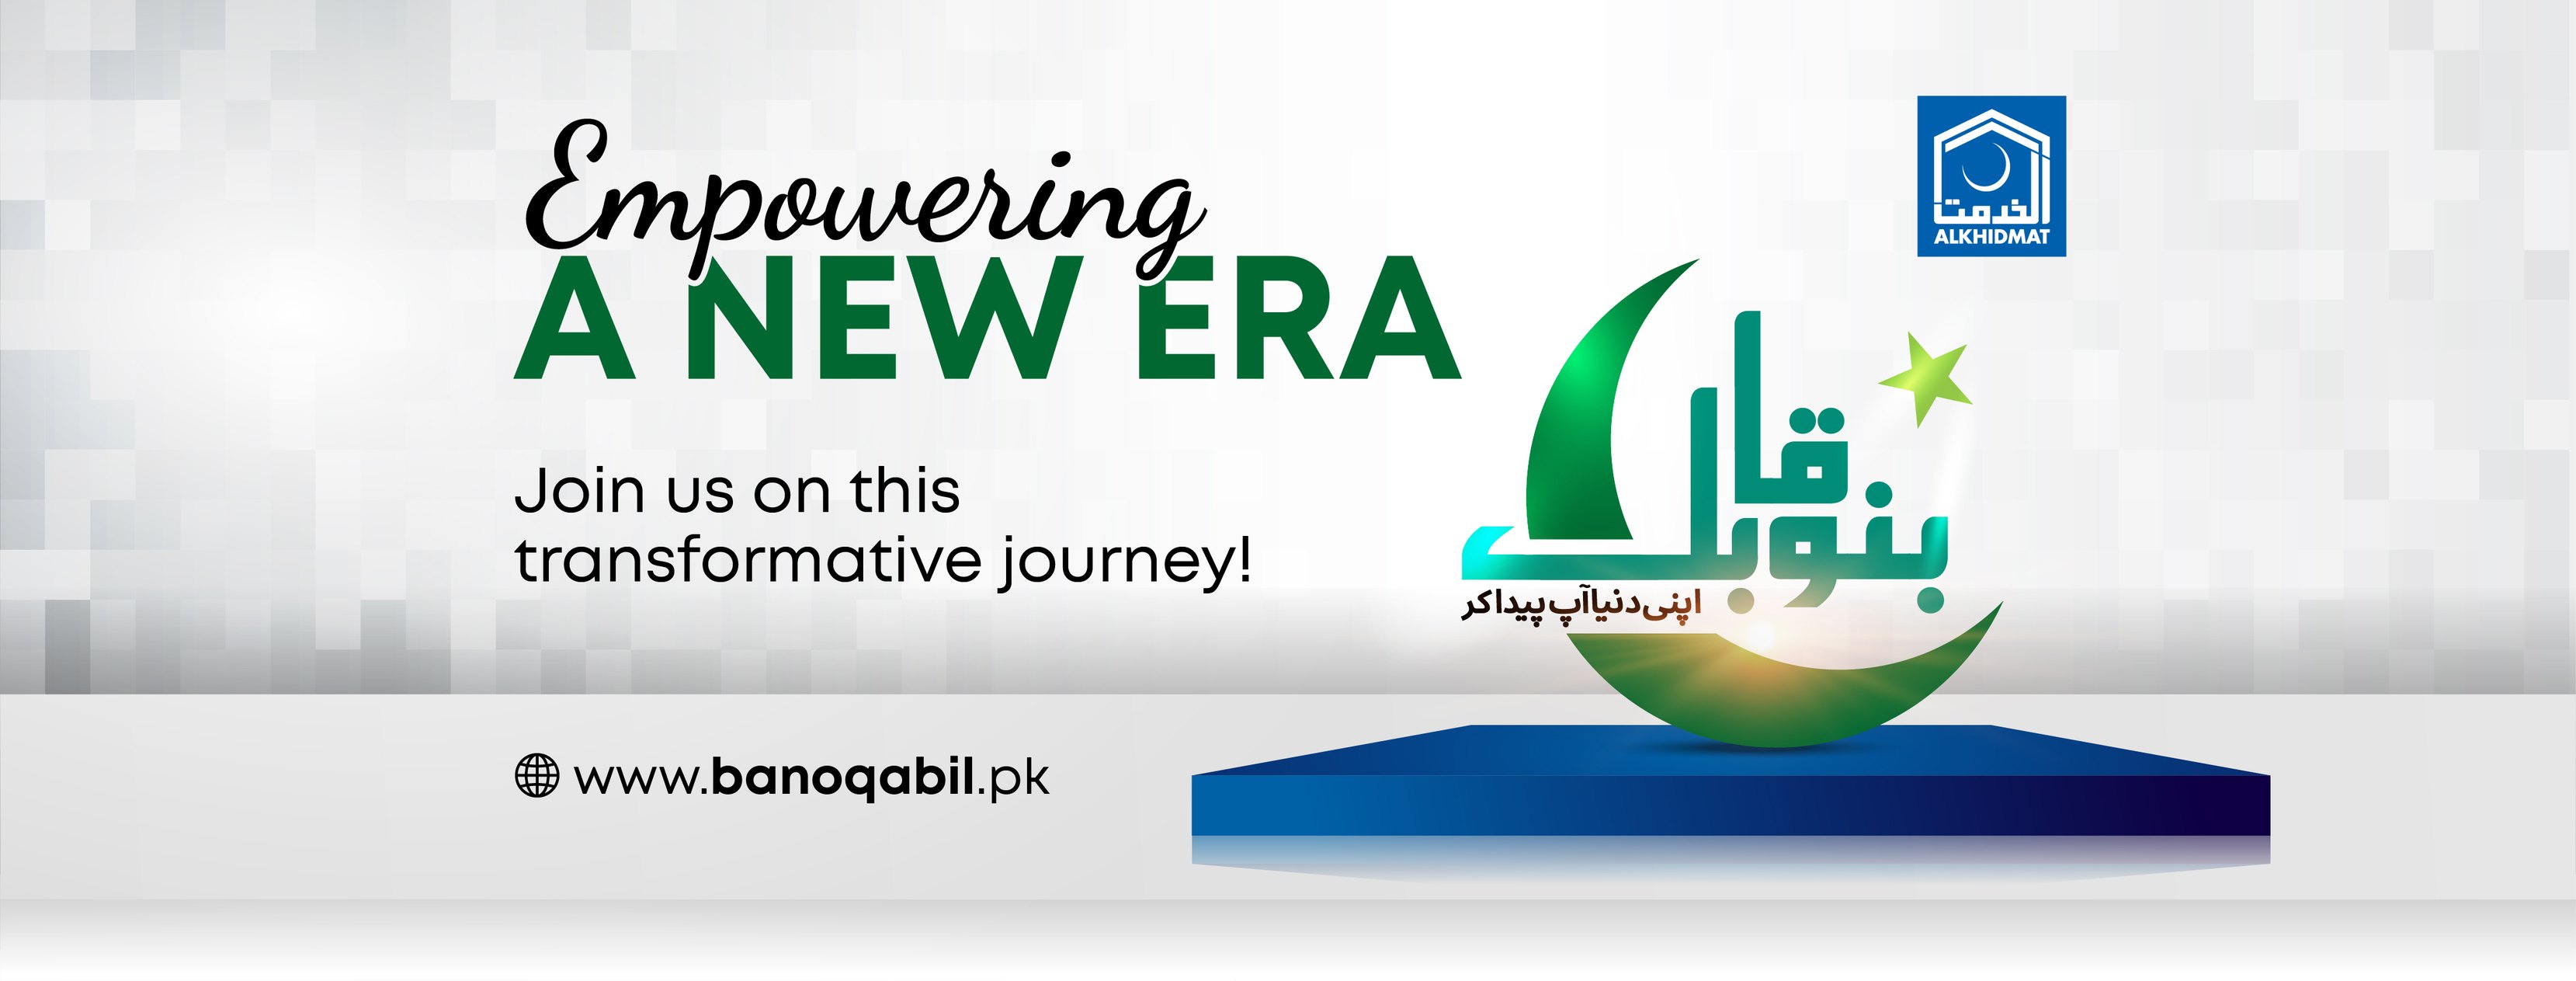 Empowering
A NEW ERA
Join us on this
transformative journey!
www.banoqabil.pk
الخدمت
ALKHIDMAT
بنو قابل
اپنی دنیا آپ پیدا کر